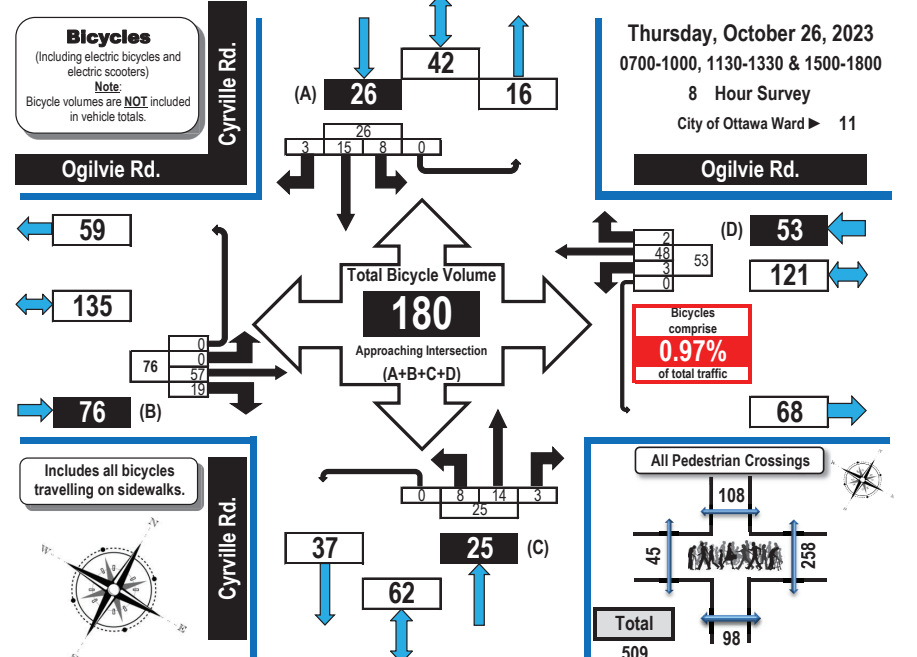 Bicycles
(Including electric bicycles and
electric scooters)
Note:
Bicycle volumes are NOT included
in vehicle totals.
Cyrville Rd.
Ogilvie Rd.
42
(A) 26
16
26
3 15 8 0
Thursday, October 26, 2023
0700-1000, 1130-1330 & 1500-1800
8 Hour Survey
City of Ottawa Ward ► 11
Ogilvie Rd.
59
135
0
0
76
57
19
76 (B)
Total Bicycle Volume
180
Approaching Intersection
(A+B+C+D)
2
48
53
3
0
(D) 53
121
Bicycles
comprise
0.97%
of total traffic
68
Includes all bicycles
travelling on sidewalks.
N
W
E
Cyrville Rd.
0 8 14 3
25
37
25 (C)
62
All Pedestrian Crossings
108
45
258
98
Total
509